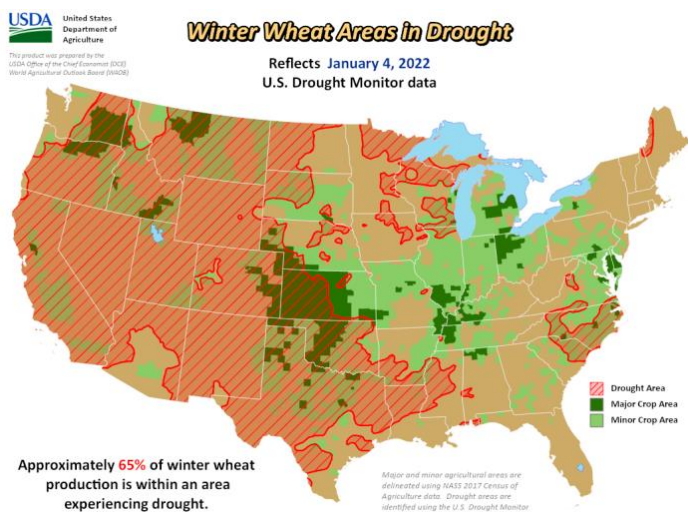 USDA
United States
Department of
Agriculture
This product was prepared by the
USDA Office of the Chief Economist (OCE)
World Agricultural Outlook Board (WAOB)
Winter Wheat Areas in Drought
Reflects January 4, 2022
U.S. Drought Monitor data
Drought Area
Major Crop Area
Minor Crop Area
Approximately 65% of winter wheat
production is within an area
experiencing drought.
Major and minor agricultural areas are
delineated using NASS 2017 Census of
Agriculture data. Drought areas are
identified using the U.S. Drought Monitor